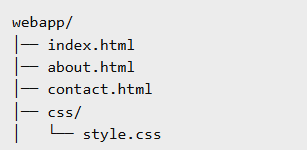 webapp/
├── index.html
├── about.html
├── contact.html
├── css/
│   └── style.css